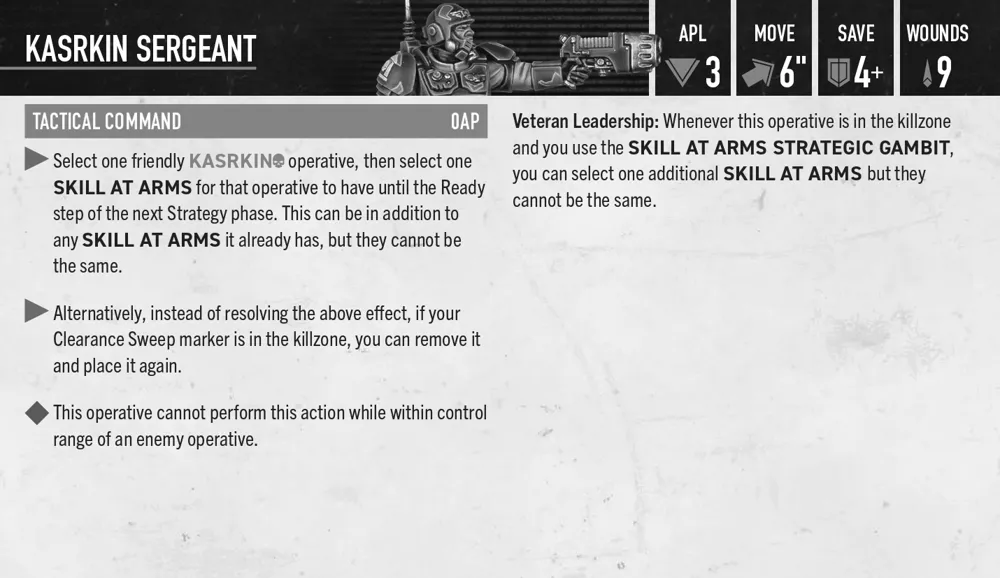 KASRKIN SERGEANT
APL
3
MOVE
6"
SAVE
4+
WOUNDS
9
TACTICAL COMMAND 0AP
Select one friendly KASRKIN operative, then select one
SKILL AT ARMS for that operative to have until the Ready
step of the next Strategy phase. This can be in addition to
any SKILL AT ARMS it already has, but they cannot be
the same.
Alternatively, instead of resolving the above effect, if your
Clearance Sweep marker is in the killzone, you can remove it
and place it again.
This operative cannot perform this action while within control
range of an enemy operative.
Veteran Leadership: Whenever this operative is in the killzone
and you use the SKILL AT ARMS STRATEGIC GAMBIT,
you can select one additional SKILL AT ARMS but they
cannot be the same.